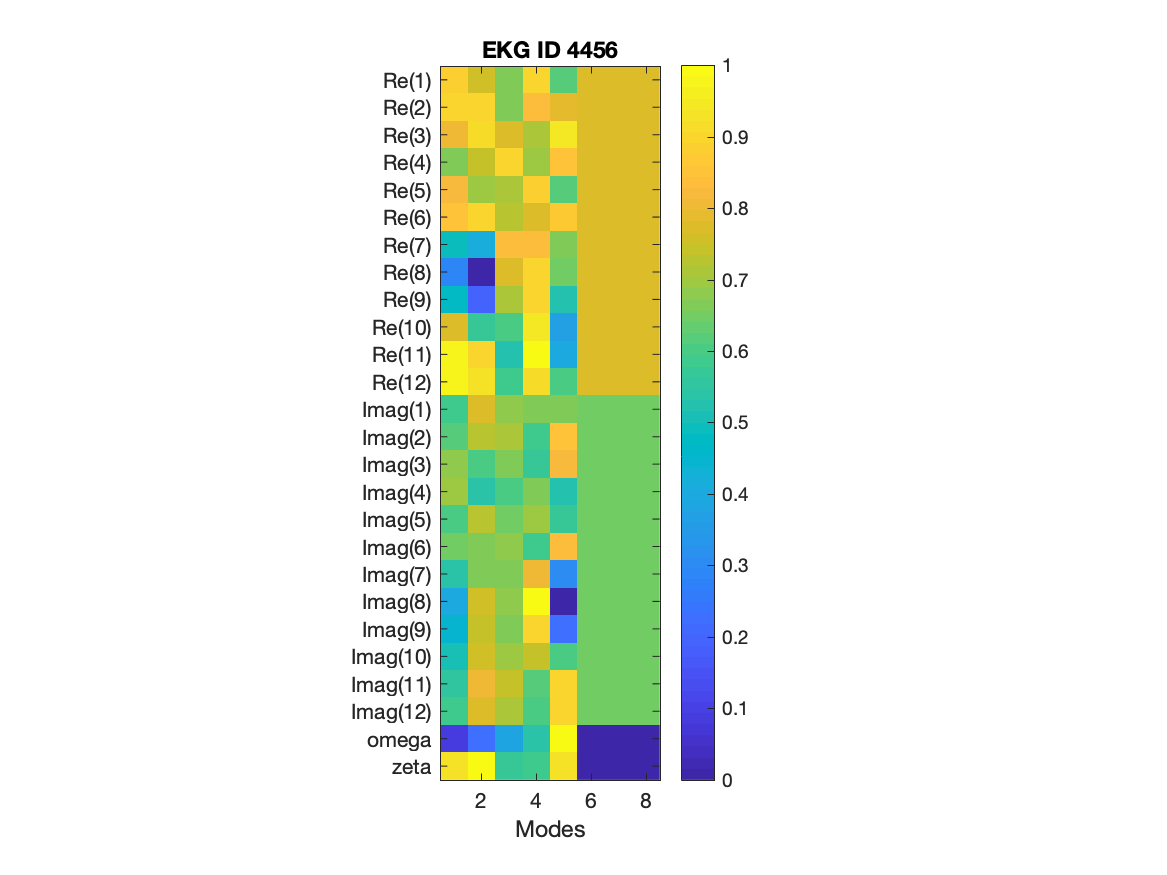 EKG ID 4456
Re(1)
Re(2)
Re(3)
Re(4)
Re(5)
Re(6)
Re(7)
Re(8)
Re(9)
Re(10)
Re(11)
Re(12)
Imag(1)
Imag(2)
Imag(3)
Imag(4)
Imag(5)
Imag(6)
Imag(7)
Imag(8)
Imag(9)
Imag(10)
Imag(11)
Imag(12)
omega
zeta
2 4 6 8
Modes
1
0.9
0.8
0.7
0.6
0.5
0.4
0.3
0.2
0.1
0